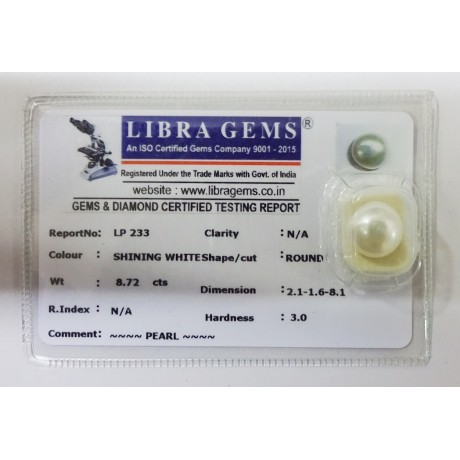 LIBRA GEMS ®
An ISO Certified Gems Company 9001 - 2015
Registered Under the Trade Marks with Govt. of India
website : www.libragems.co.in
GEMS & DIAMOND CERTIFIED TESTING REPORT
ReportNo: LP 233 Clarity : N/A
Colour : SHINING WHITE Shape/cut : ROUND
Wt : 8.72 cts Dimension : 2.1-1.6-8.1
R.Index : N/A Hardness : 3.0
Comment: ~~~~ PEARL ~~~~